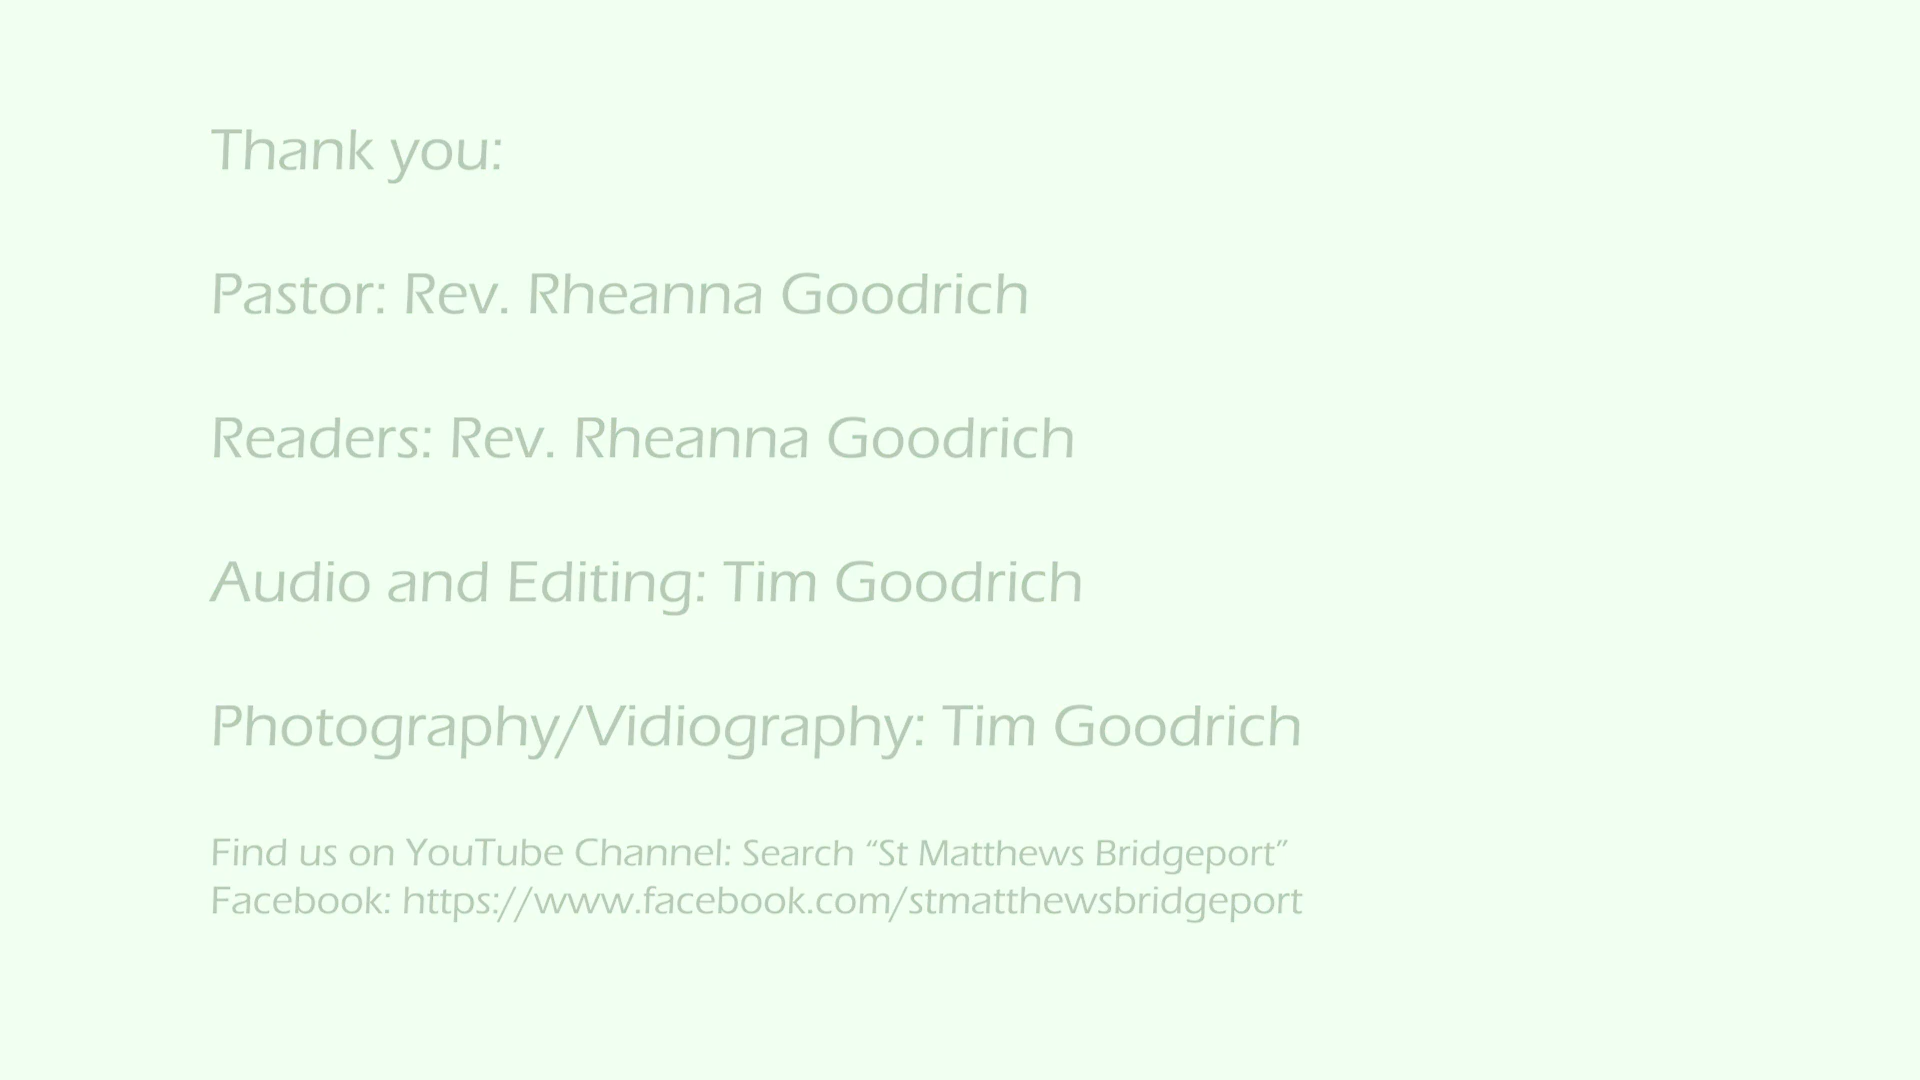 Thank you:
Pastor: Rev. Rheanna Goodrich
Readers: Rev. Rheanna Goodrich
Audio and Editing: Tim Goodrich
Photography/Vidiography: Tim Goodrich
Find us on YouTube Channel: Search “St Matthews Bridgeport”
Facebook: https://www.facebook.com/stmatthewsbridgeport